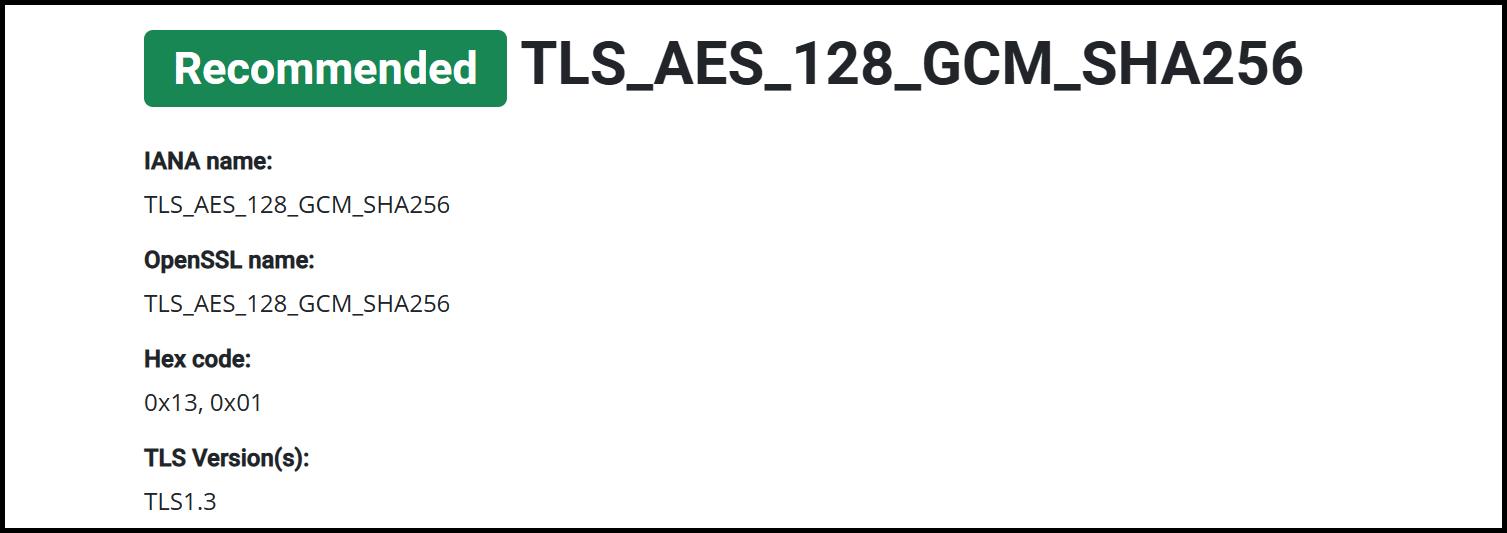 Recommended TLS_AES_128_GCM_SHA256
IANA name:
TLS_AES_128_GCM_SHA256
OpenSSL name:
TLS_AES_128_GCM_SHA256
Hex code:
0x13, 0x01
TLS Version(s):
TLS1.3